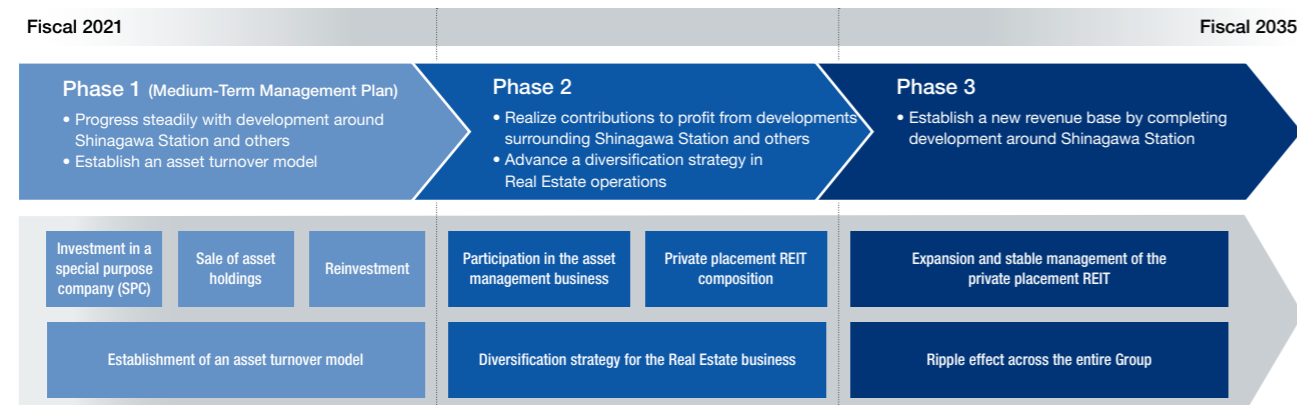 Fiscal 2021
Fiscal 2035
Phase 1 (Medium-Term Management Plan)
• Progress steadily with development around
Shinagawa Station and others
• Establish an asset turnover model
Phase 2
• Realize contributions to profit from developments
surrounding Shinagawa Station and others
• Advance a diversification strategy in
Real Estate operations
Phase 3
• Establish a new revenue base by completing
development around Shinagawa Station
Investment in a
special purpose
company (SPC)
Sale of asset
holdings
Reinvestment
Participation in the asset
management business
Private placement REIT
composition
Expansion and stable management of the
private placement REIT
Establishment of an asset turnover model
Diversification strategy for the Real Estate business
Ripple effect across the entire Group